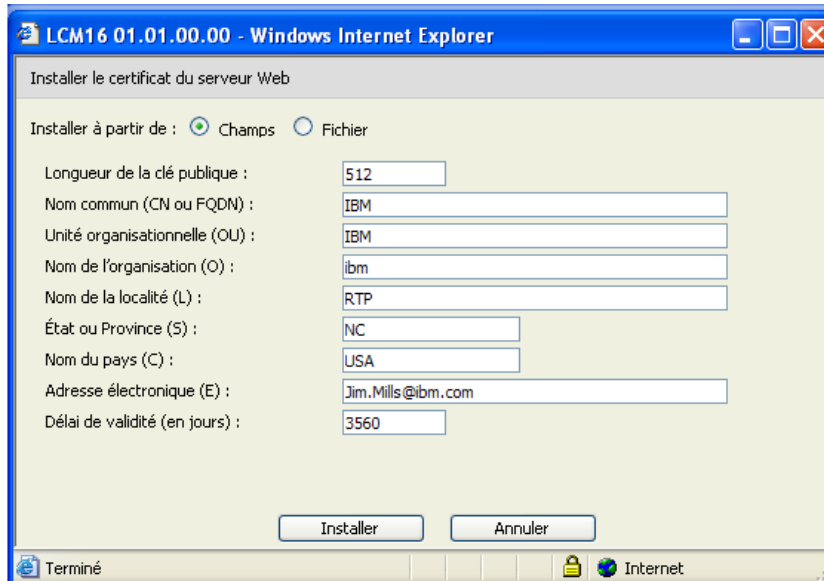 LCM16 01.01.00.00 - Windows Internet Explorer
Installer le certificat du serveur Web
Installer à partir de : Champs Fichier
Longueur de la clé publique : 512
Nom commun (CN ou FQDN) : IBM
Unité organisationnelle (OU) : IBM
Nom de l'organisation (O) : ibm
Nom de la localité (L) : RTP
État ou Province (S) : NC
Nom du pays (C) : USA
Adresse électronique (E) : Jim.Mills@ibm.com
Délai de validité (en jours) : 3560
Installer Annuler
Terminé Internet